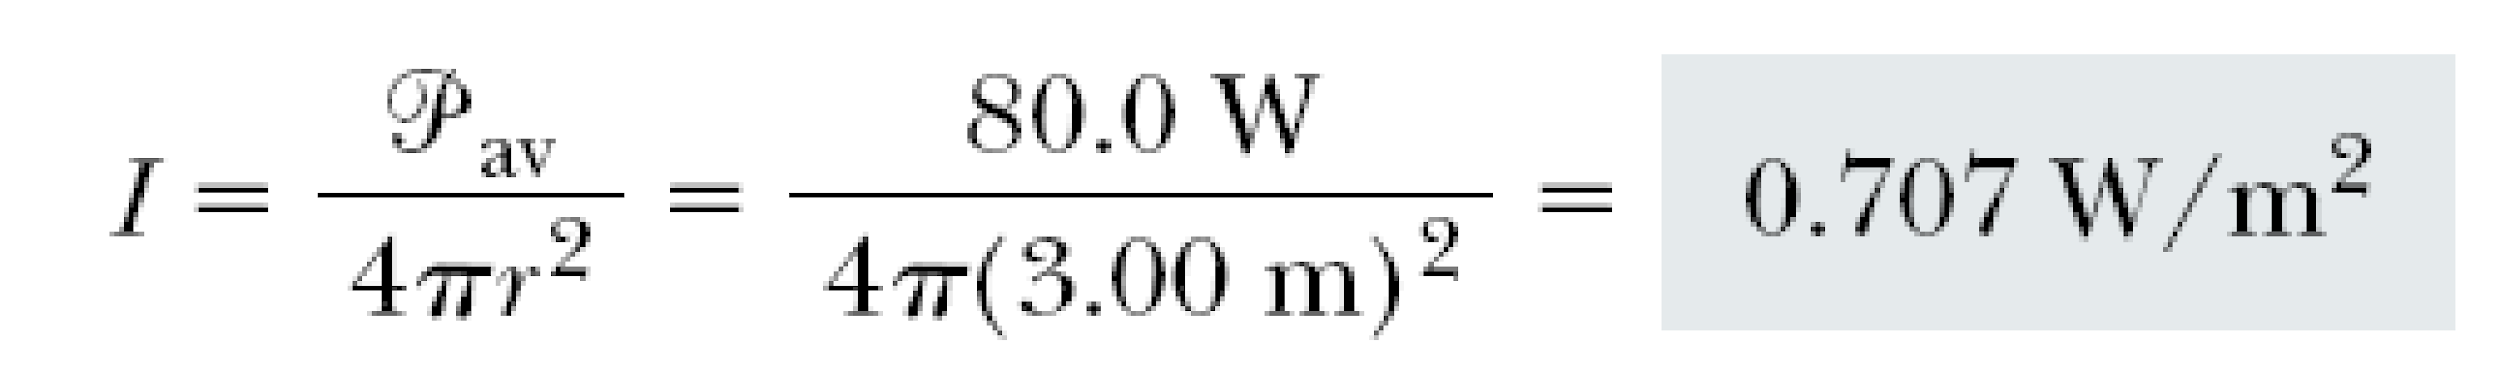 I = 𝒫av / 4πr² = 80.0 W / 4π(3.00 m)² = 0.707 W/m²